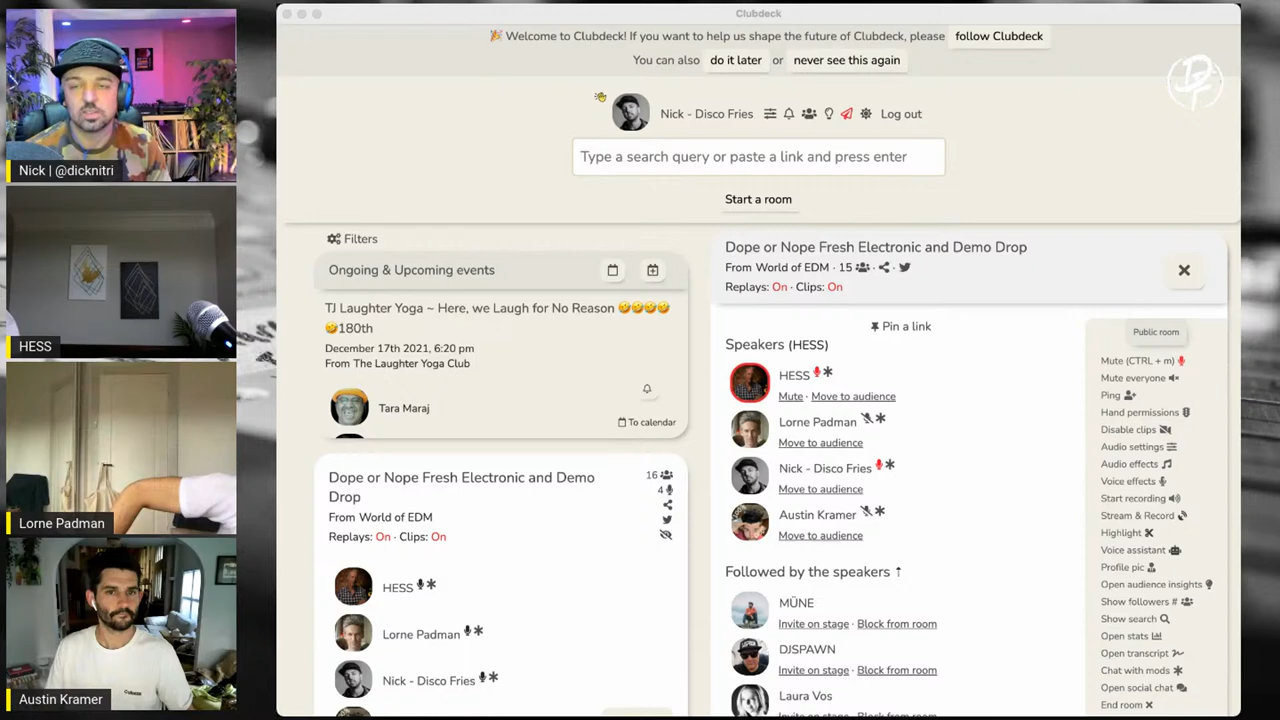 Nick | @dicknitri
HESS
Lorne Padman
Austin Kramer
Clubdeck
🎉 Welcome to Clubdeck! If you want to help us shape the future of Clubdeck, please follow Clubdeck
You can also do it later or never see this again
Nick - Disco Fries Log out
Type a search query or paste a link and press enter
Start a room
Filters
Ongoing & Upcoming events
TJ Laughter Yoga ~ Here, we Laugh for No Reason 🤣🤣🤣🤣
🤣180th
December 17th 2021, 6:20 pm
From The Laughter Yoga Club
Tara Maraj
To calendar
Dope or Nope Fresh Electronic and Demo
Drop
From World of EDM
Replays: On · Clips: On
16
4
HESS
Lorne Padman
Nick - Disco Fries
Dope or Nope Fresh Electronic and Demo Drop
From World of EDM · 15
Replays: On · Clips: On
Pin a link
Speakers (HESS)
HESS
Mute · Move to audience
Lorne Padman
Move to audience
Nick - Disco Fries
Move to audience
Austin Kramer
Move to audience
Followed by the speakers ↑
MÜNE
Invite on stage · Block from room
DJSPAWN
Invite on stage · Block from room
Laura Vos
Invite on stage · Block from room
Public room
Mute (CTRL + m)
Mute everyone
Ping
Hand permissions
Disable clips
Audio settings
Audio effects
Voice effects
Start recording
Stream & Record
Highlight
Voice assistant
Profile pic
Open audience insights
Show followers #
Show search
Open stats
Open transcript
Chat with mods
Open social chat
End room